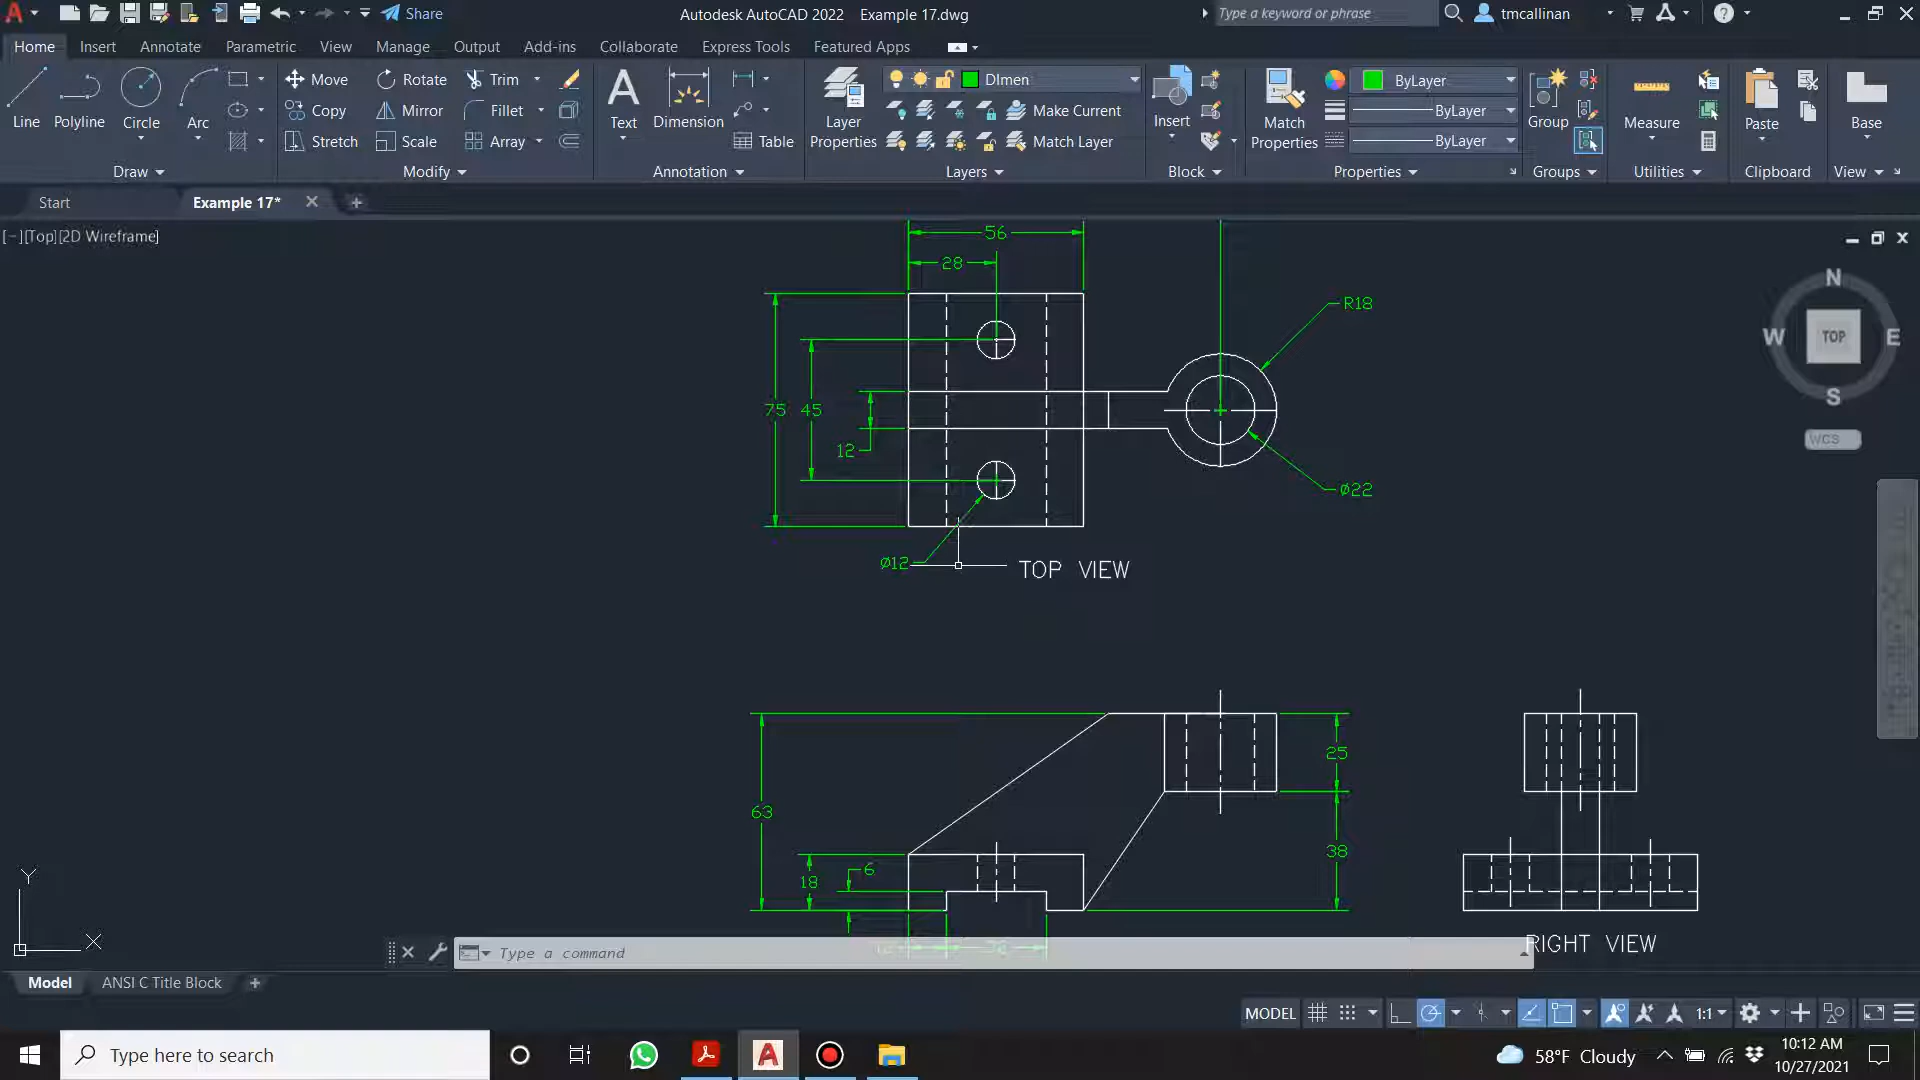 Share
Autodesk AutoCAD 2022 Example 17.dwg
Type a keyword or phrase
tmcallinan
Home Insert Annotate Parametric View Manage Output Add-ins Collaborate Express Tools Featured Apps
Line
Polyline
Circle
Arc
Draw
Move Rotate Trim
Copy Mirror Fillet
Stretch Scale Array
Modify
Text
Dimension
Table
Annotation
Layer
Properties
DImen
Make Current
Match Layer
Layers
Insert
Block
Match
Properties
ByLayer
ByLayer
ByLayer
Properties
Group
Groups
Measure
Utilities
Paste
Clipboard
Base
View
Start Example 17*
[−][Top][2D Wireframe]
56
28
R18
75 45
12
Ø22
Ø12
TOP VIEW
N
W TOP E
S
WCS
63
25
38
18
6
RIGHT VIEW
Y
X
Type a command
Model ANSI C Title Block
MODEL
1:1
Type here to search
58°F Cloudy
10:12 AM
10/27/2021